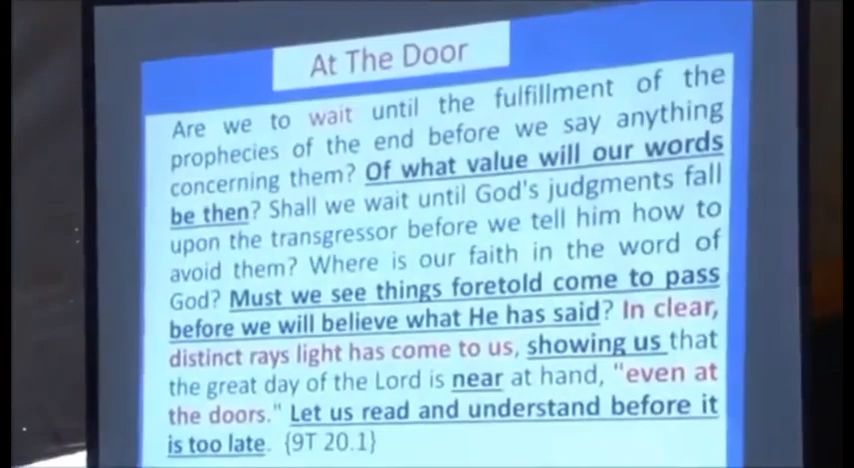 At The Door
Are we to wait until the fulfillment of the
prophecies of the end before we say anything
concerning them? Of what value will our words
be then? Shall we wait until God's judgments fall
upon the transgressor before we tell him how to
avoid them? Where is our faith in the word of
God? Must we see things foretold come to pass
before we will believe what He has said? In clear,
distinct rays light has come to us, showing us that
the great day of the Lord is near at hand, "even at
the doors." Let us read and understand before it
is too late. {9T 20.1}